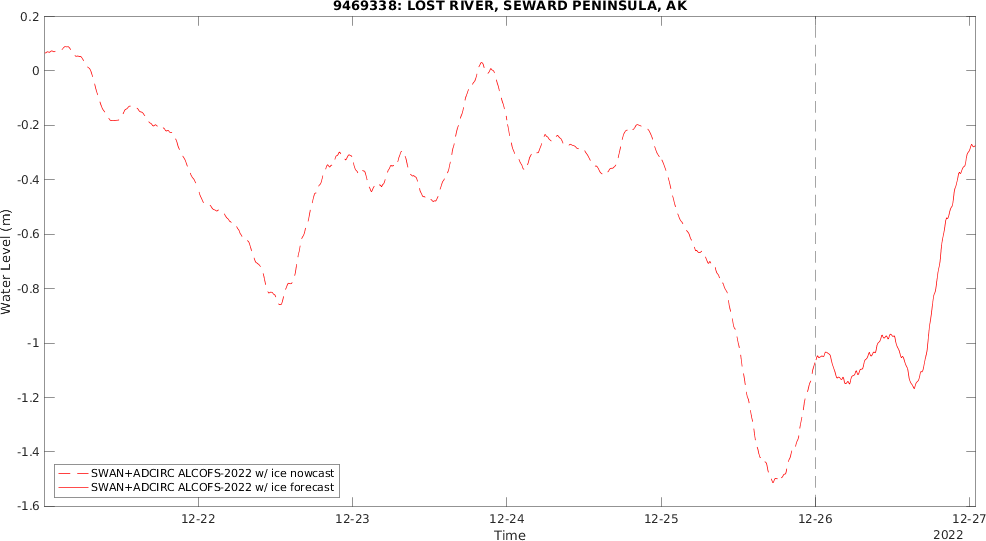 9469338: LOST RIVER, SEWARD PENINSULA, AK
0.2
0
-0.2
-0.4
-0.6
-0.8
-1
-1.2
-1.4
-1.6
Water Level (m)
SWAN+ADCIRC ALCOFS-2022 w/ ice nowcast
SWAN+ADCIRC ALCOFS-2022 w/ ice forecast
12-22 12-23 12-24 12-25 12-26 12-27
Time
2022